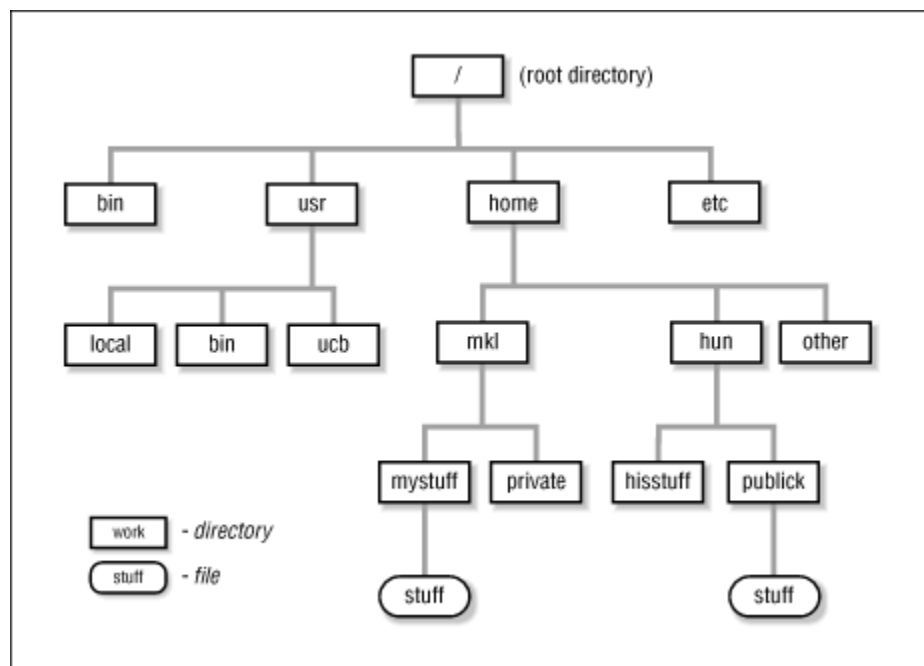 / (root directory)
bin usr home etc
local bin ucb mkl hun other
mystuff private hisstuff publick
work - directory
stuff - file
stuff stuff